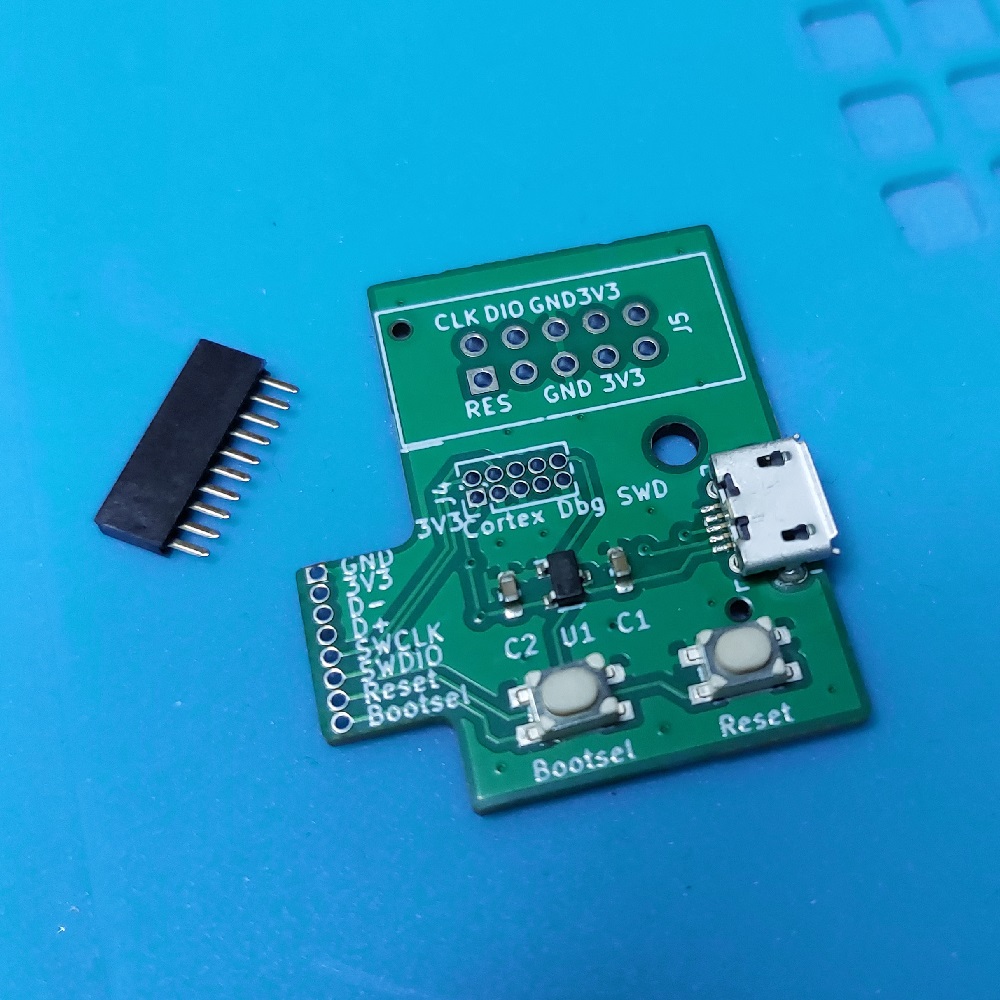 CLK DIO GND3V3
J5
RES GND 3V3
J4
3V3 Cortex Dbg SWD
GND
3V3
D-
D+
SWCLK
SWDIO
Reset
Bootsel
C2 U1 C1
Bootsel
Reset